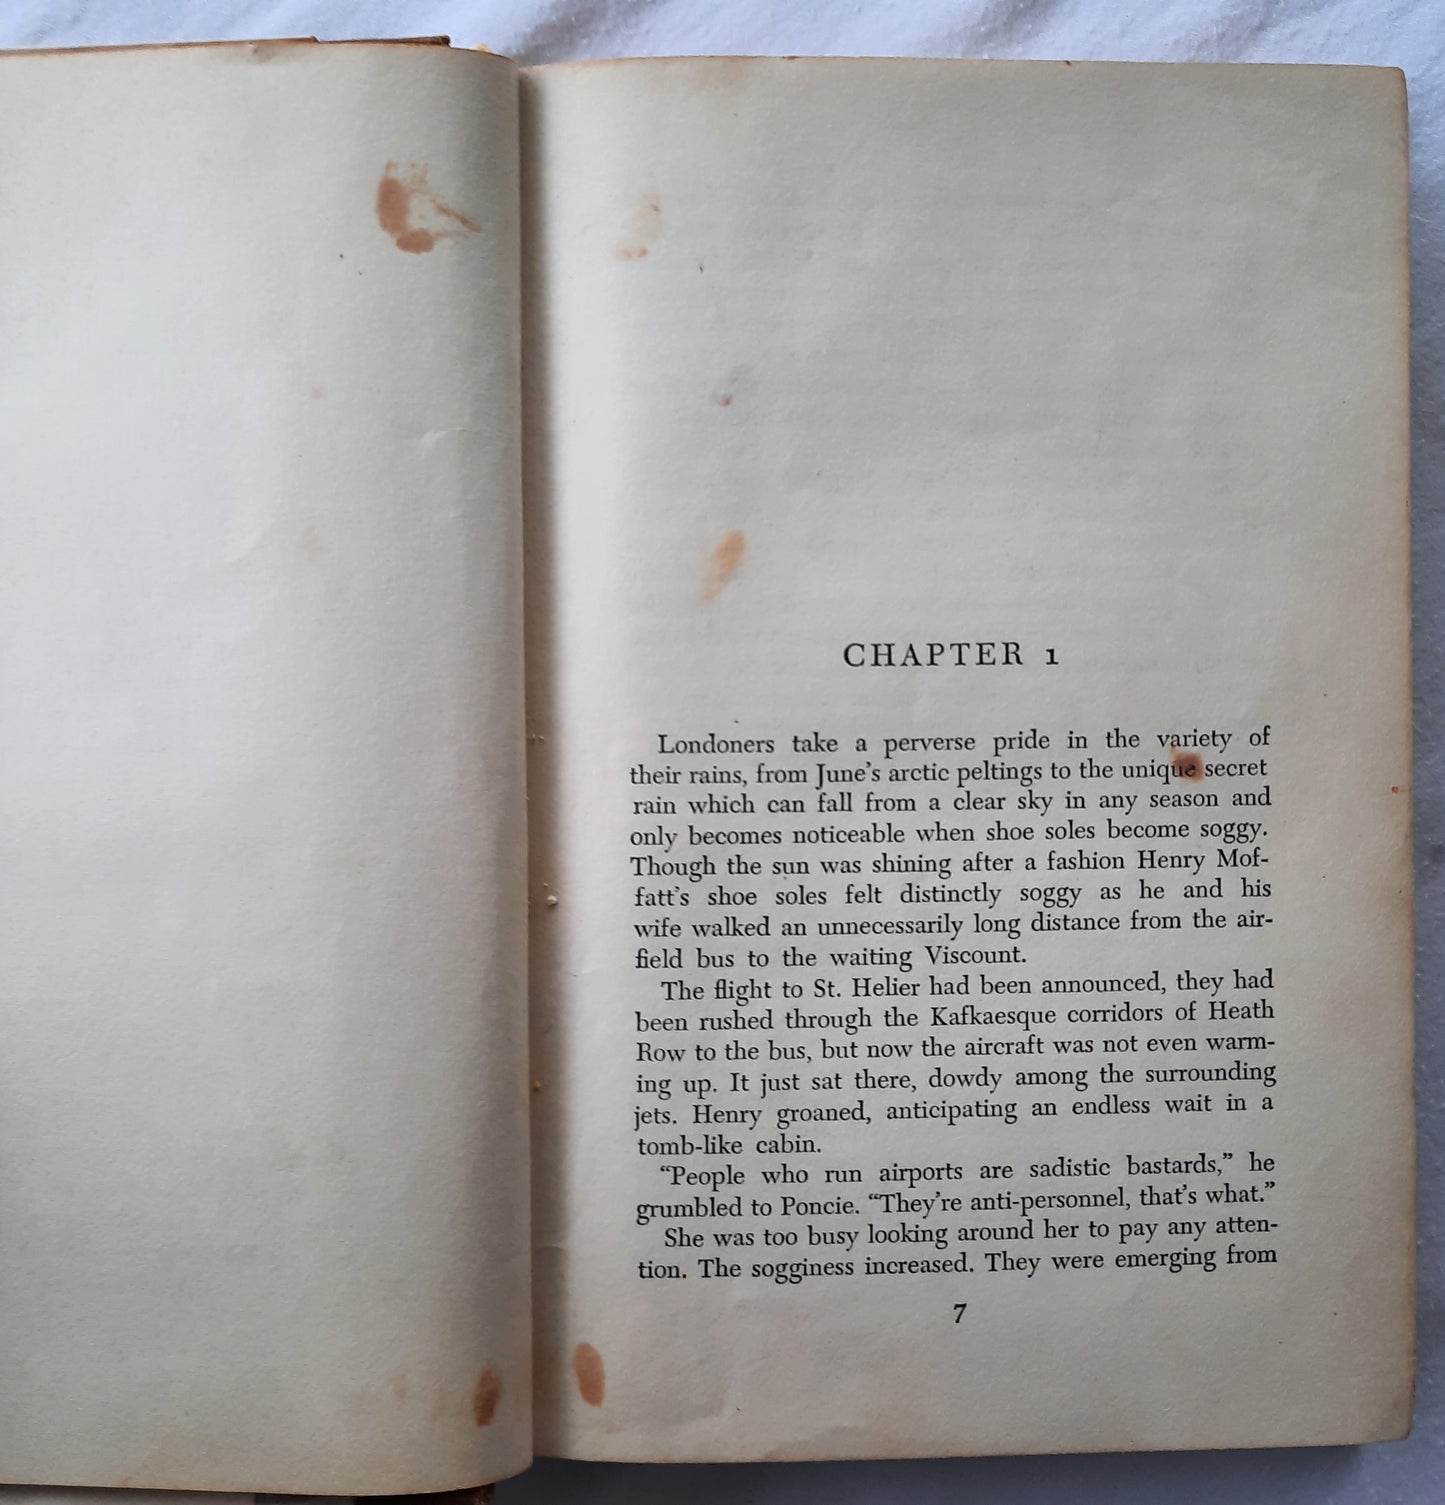 CHAPTER 1
Londoners take a perverse pride in the variety of
their rains, from June's arctic peltings to the unique secret
rain which can fall from a clear sky in any season and
only becomes noticeable when shoe soles become soggy.
Though the sun was shining after a fashion Henry Mof-
fatt's shoe soles felt distinctly soggy as he and his
wife walked an unnecessarily long distance from the air-
field bus to the waiting Viscount.
The flight to St. Helier had been announced, they had
been rushed through the Kafkaesque corridors of Heath
Row to the bus, but now the aircraft was not even warm-
ing up. It just sat there, dowdy among the surrounding
jets. Henry groaned, anticipating an endless wait in a
tomb-like cabin.
“People who run airports are sadistic bastards,” he
grumbled to Poncie. “They're anti-personnel, that's what.”
She was too busy looking around her to pay any atten-
tion. The sogginess increased. They were emerging from
7